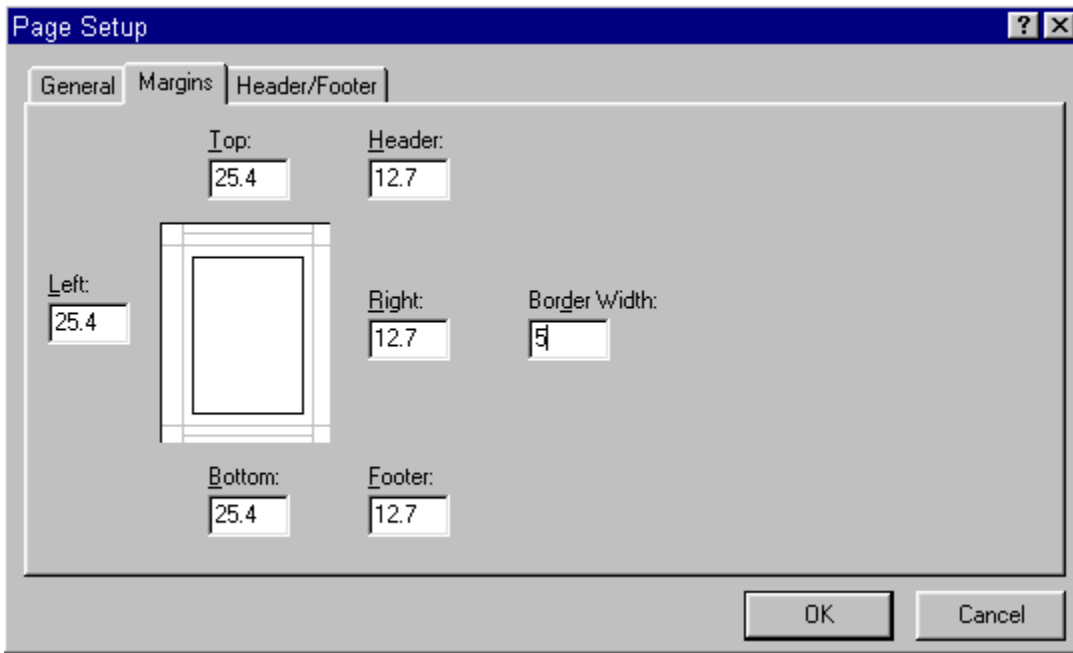 Page Setup
General Margins Header/Footer
Top: Header:
25.4 12.7
Left: Right: Border Width:
25.4 12.7 5
Bottom: Footer:
25.4 12.7
OK Cancel